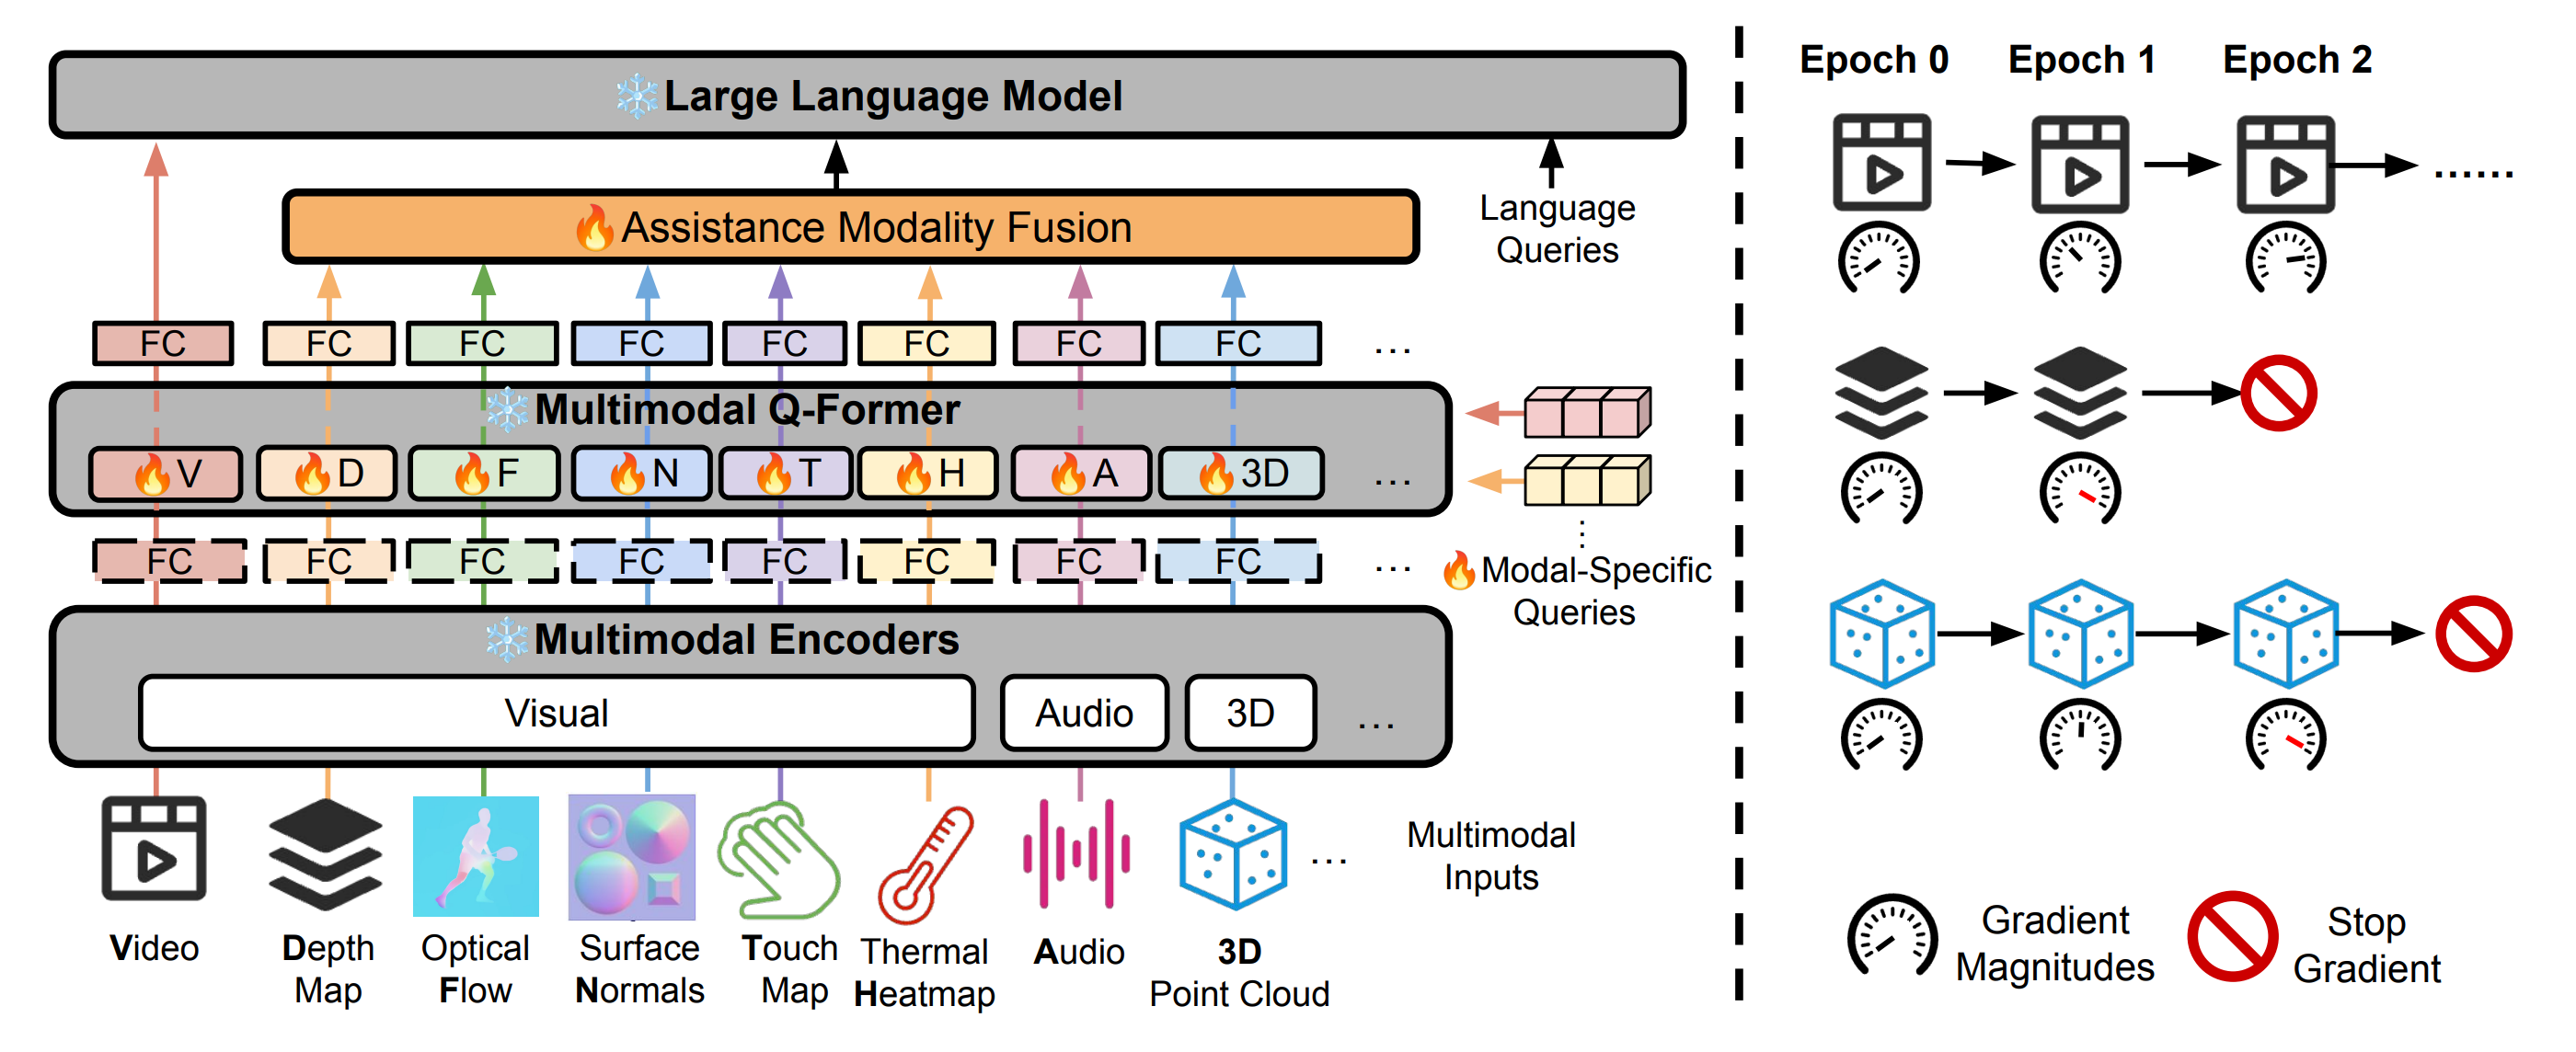 Large Language Model
Assistance Modality Fusion
Language
Queries
FC FC FC FC FC FC FC FC ...
Multimodal Q-Former
V D F N T H A 3D ...
FC FC FC FC FC FC FC FC ...
Modal-Specific
Queries
Multimodal Encoders
Visual Audio 3D ...
...
Multimodal
Inputs
Video
Depth
Map
Optical
Flow
Surface
Normals
Touch
Map
Thermal
Heatmap
Audio
3D
Point Cloud
Epoch 0 Epoch 1 Epoch 2
......
Gradient
Magnitudes
Stop
Gradient